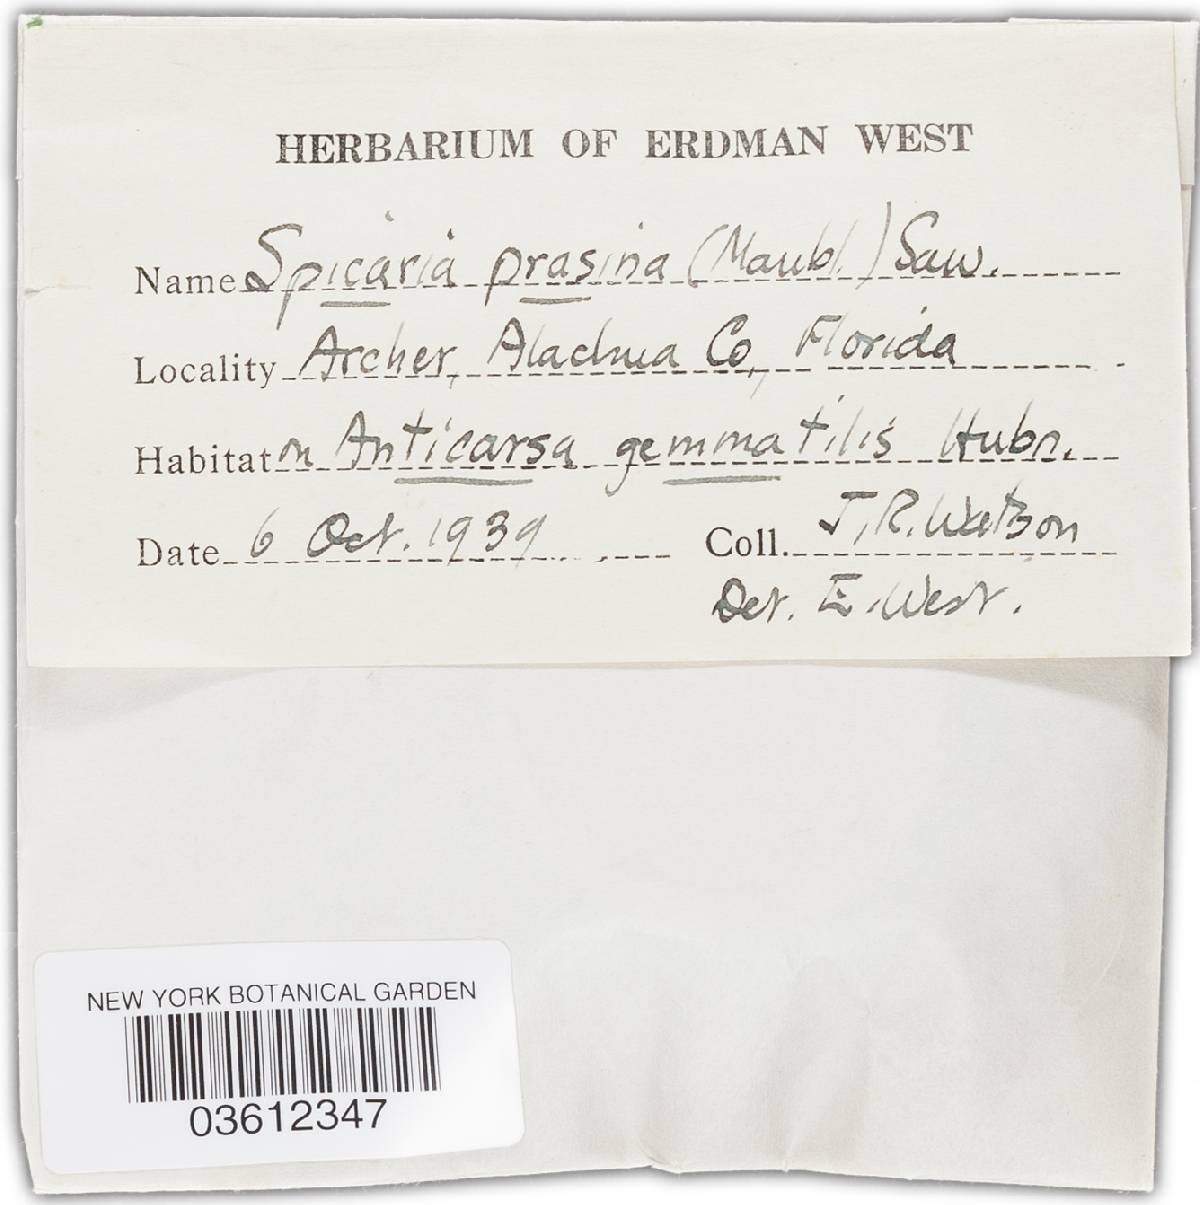 HERBARIUM OF ERDMAN WEST
Name Spicaria prasina (Maubl.) Saw.
Locality Archer, Alachua Co, Florida
Habitat on Anticarsa gemmatilis Hubn.
Date 6 Oct. 1939 Coll. J.R. Watson
Det. E. West.
NEW YORK BOTANICAL GARDEN
03612347